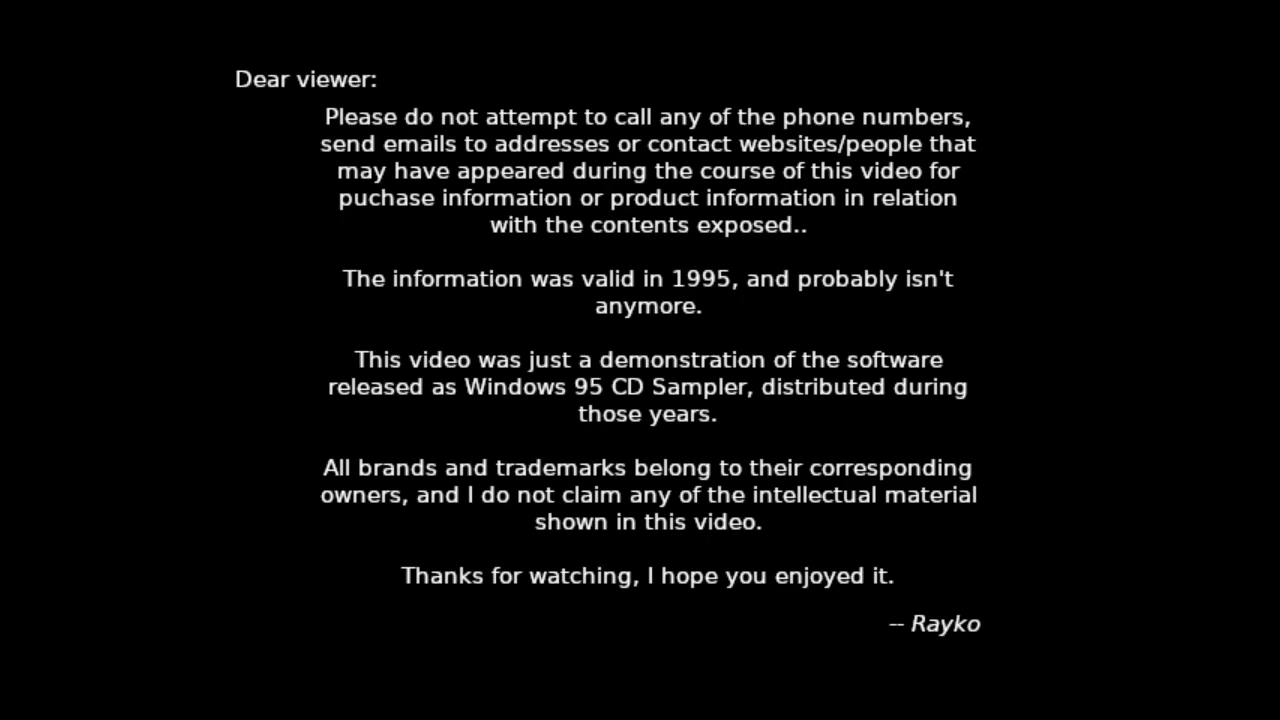 Dear viewer:
Please do not attempt to call any of the phone numbers,
send emails to addresses or contact websites/people that
may have appeared during the course of this video for
puchase information or product information in relation
with the contents exposed..
The information was valid in 1995, and probably isn't
anymore.
This video was just a demonstration of the software
released as Windows 95 CD Sampler, distributed during
those years.
All brands and trademarks belong to their corresponding
owners, and I do not claim any of the intellectual material
shown in this video.
Thanks for watching, I hope you enjoyed it.
-- Rayko